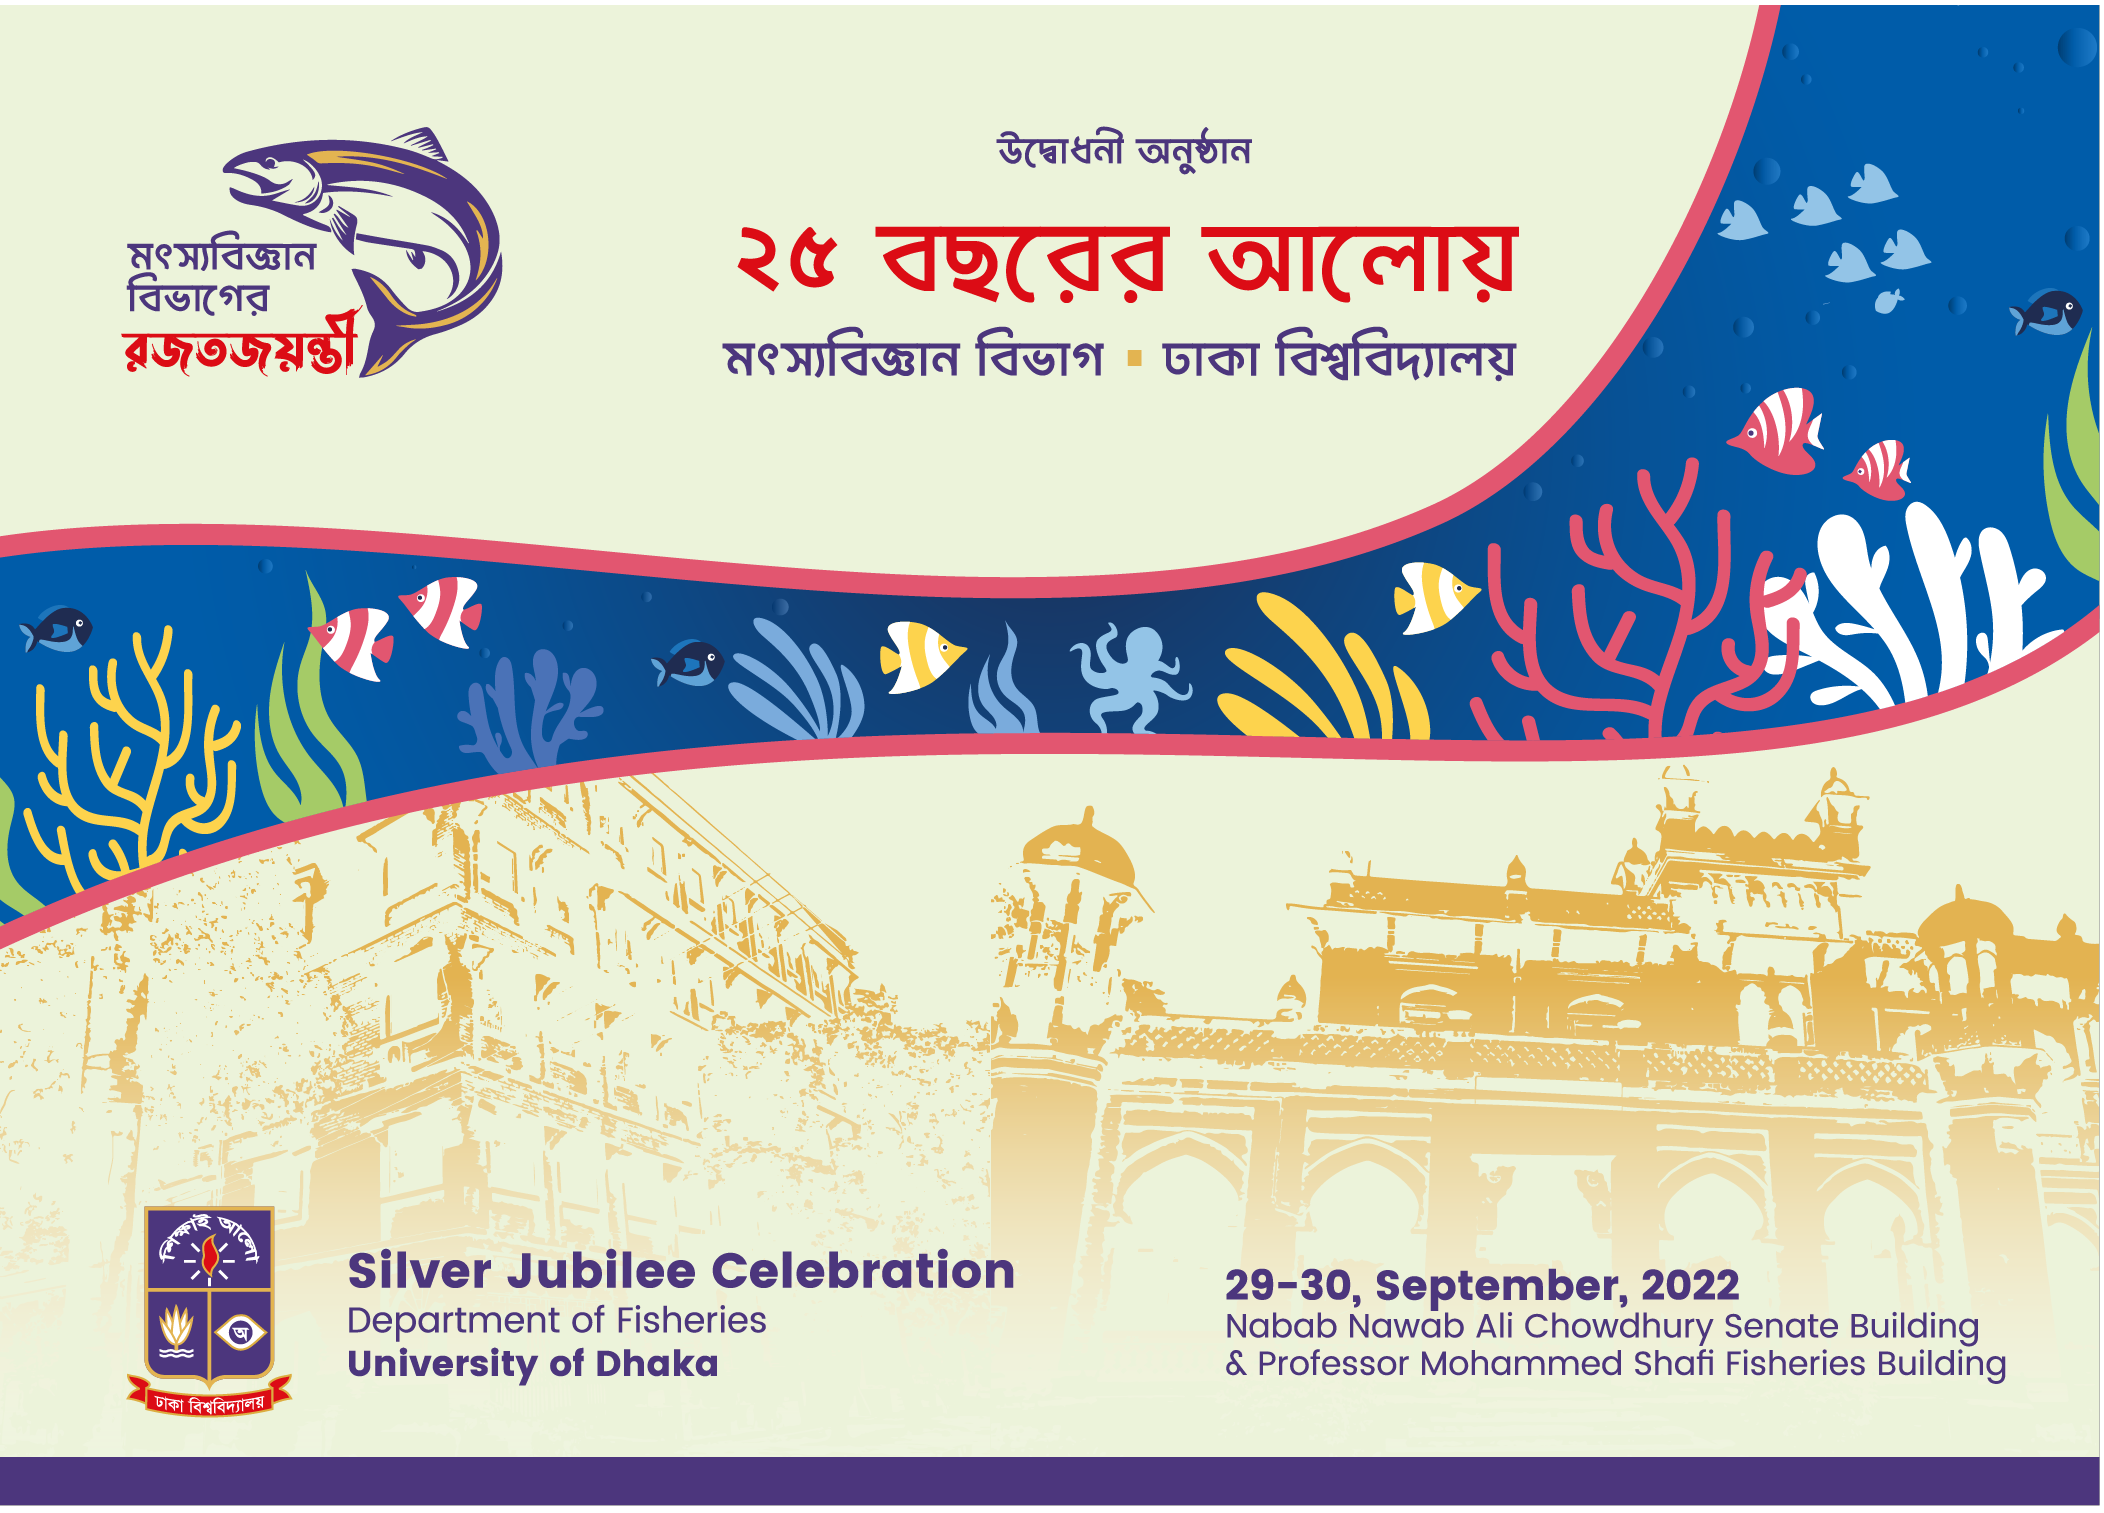 মৎস্যবিজ্ঞান
বিভাগের
রজতজয়ন্তী
উদ্বোধনী অনুষ্ঠান
২৫ বছরের আলোয়
মৎস্যবিজ্ঞান বিভাগ ▪ ঢাকা বিশ্ববিদ্যালয়
শিক্ষাই আলো
অ
ঢাকা বিশ্ববিদ্যালয়
Silver Jubilee Celebration
Department of Fisheries
University of Dhaka
29-30, September, 2022
Nabab Nawab Ali Chowdhury Senate Building
& Professor Mohammed Shafi Fisheries Building